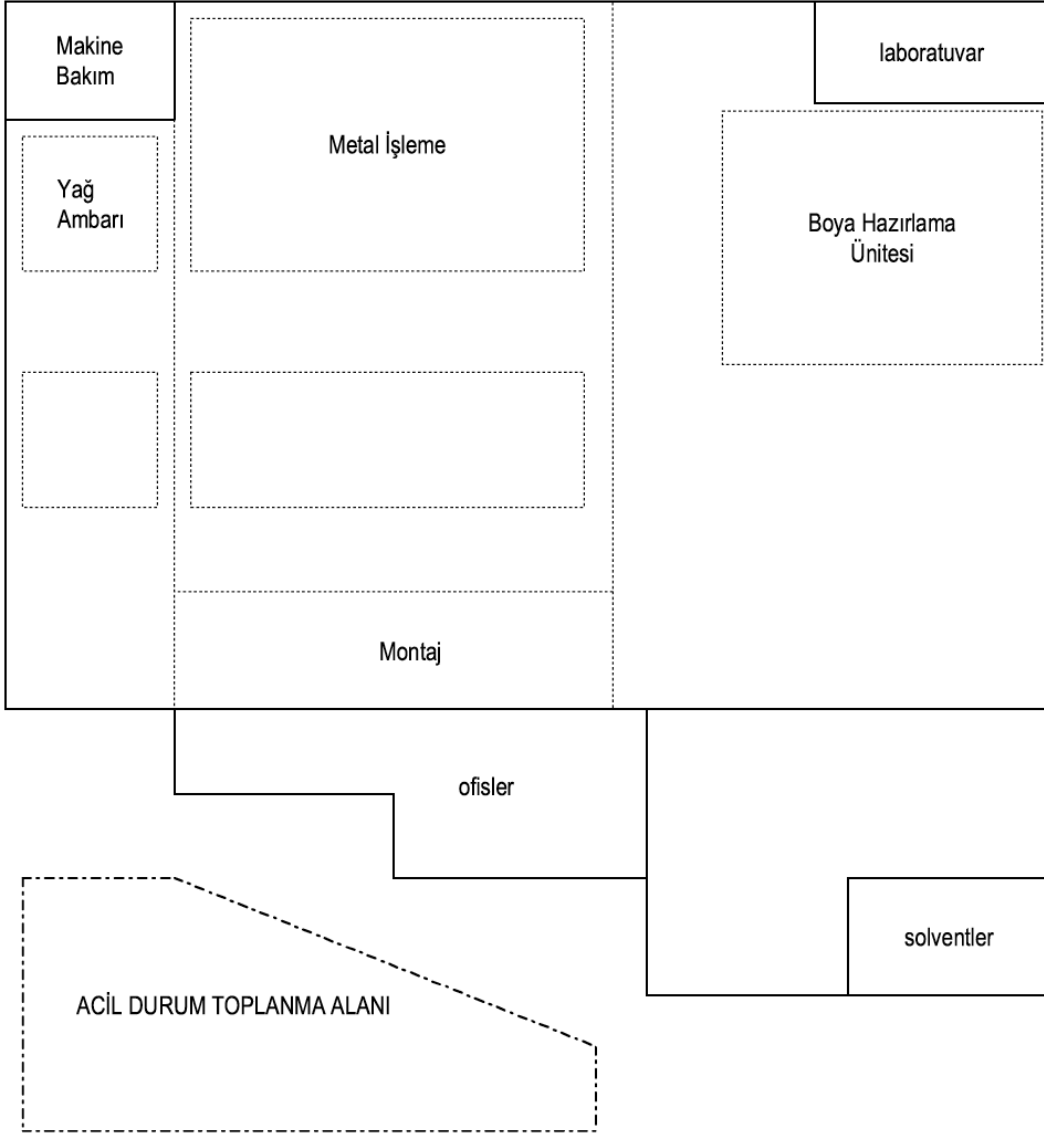 Makine
Bakım
laboratuvar
Metal İşleme
Yağ
Ambarı
Boya Hazırlama
Ünitesi
Montaj
ofisler
solventler
ACİL DURUM TOPLANMA ALANI